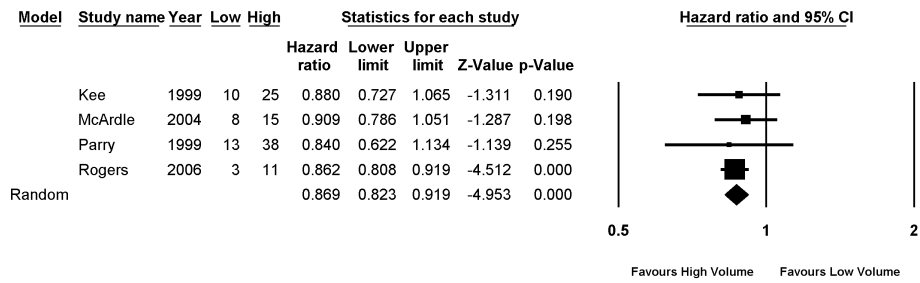 Model Study name Year Low High Statistics for each study Hazard ratio and 95% CI
Hazard Lower Upper
ratio limit limit Z-Value p-Value
Kee 1999 10 25 0.880 0.727 1.065 -1.311 0.190
McArdle 2004 8 15 0.909 0.786 1.051 -1.287 0.198
Parry 1999 13 38 0.840 0.622 1.134 -1.139 0.255
Rogers 2006 3 11 0.862 0.808 0.919 -4.512 0.000
Random 0.869 0.823 0.919 -4.953 0.000
0.5 1 2
Favours High Volume Favours Low Volume